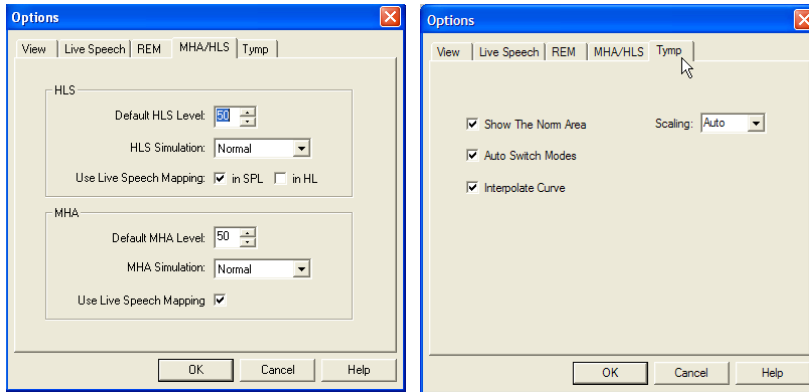 Options
View Live Speech REM MHA/HLS Tymp
HLS
Default HLS Level: 50
HLS Simulation: Normal
Use Live Speech Mapping: in SPL in HL
MHA
Default MHA Level: 50
MHA Simulation: Normal
Use Live Speech Mapping
OK Cancel Help
Options
View Live Speech REM MHA/HLS Tymp
Show The Norm Area Scaling: Auto
Auto Switch Modes
Interpolate Curve
OK Cancel Help